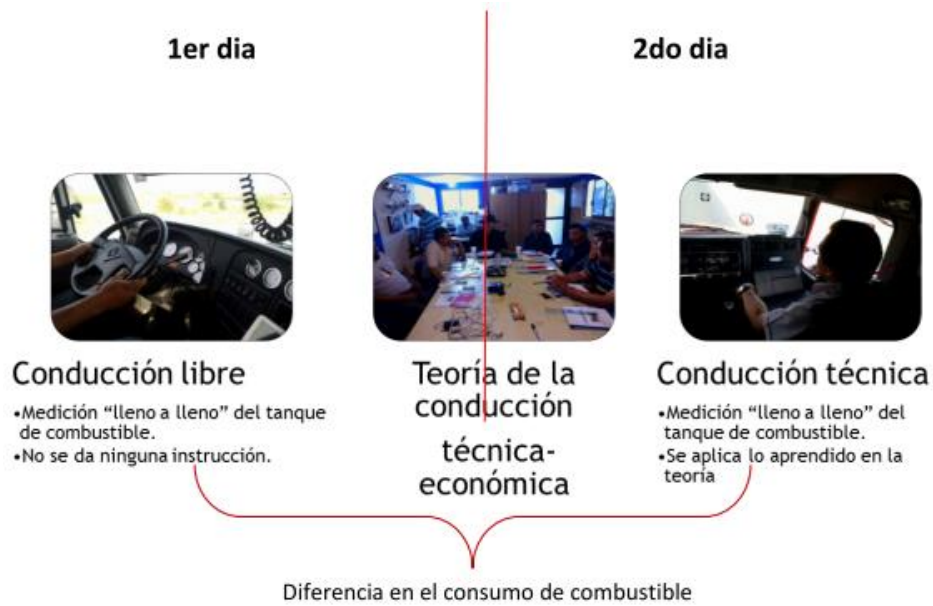 1er dia
2do dia
Conducción libre
•Medición “lleno a lleno” del tanque
de combustible.
•No se da ninguna instrucción.
Teoría de la
conducción
técnica-
económica
Conducción técnica
•Medición “lleno a lleno” del
tanque de combustible.
•Se aplica lo aprendido en la
teoría
Diferencia en el consumo de combustible